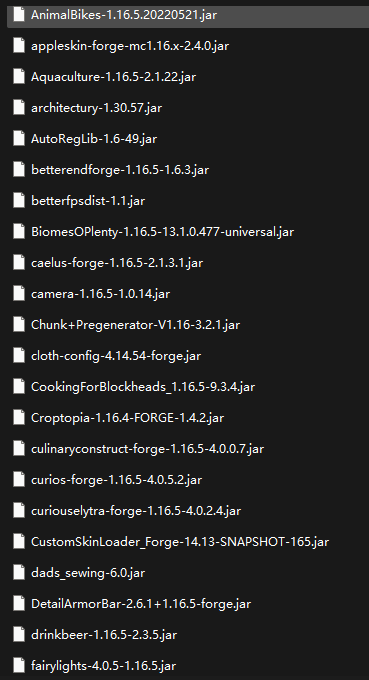 AnimalBikes-1.16.5.20220521.jar
appleskin-forge-mc1.16.x-2.4.0.jar
Aquaculture-1.16.5-2.1.22.jar
architectury-1.30.57.jar
AutoRegLib-1.6-49.jar
betterendforge-1.16.5-1.6.3.jar
betterfpsdist-1.1.jar
BiomesOPlenty-1.16.5-13.1.0.477-universal.jar
caelus-forge-1.16.5-2.1.3.1.jar
camera-1.16.5-1.0.14.jar
Chunk+Pregenerator-V1.16-3.2.1.jar
cloth-config-4.14.54-forge.jar
CookingForBlockheads_1.16.5-9.3.4.jar
Croptopia-1.16.4-FORGE-1.4.2.jar
culinaryconstruct-forge-1.16.5-4.0.0.7.jar
curios-forge-1.16.5-4.0.5.2.jar
curiouselytra-forge-1.16.5-4.0.2.4.jar
CustomSkinLoader_Forge-14.13-SNAPSHOT-165.jar
dads_sewing-6.0.jar
DetailArmorBar-2.6.1+1.16.5-forge.jar
drinkbeer-1.16.5-2.3.5.jar
fairylights-4.0.5-1.16.5.jar